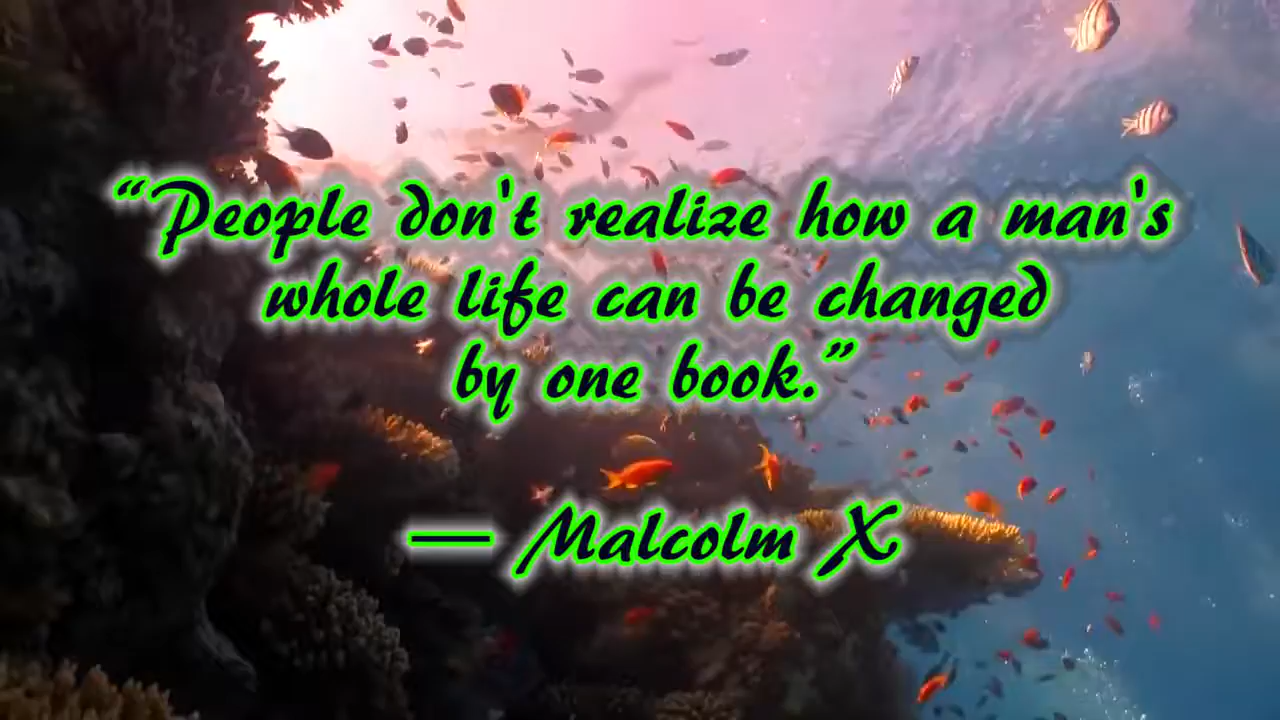 “People don't realize how a man's
whole life can be changed
by one book.”
— Malcolm X